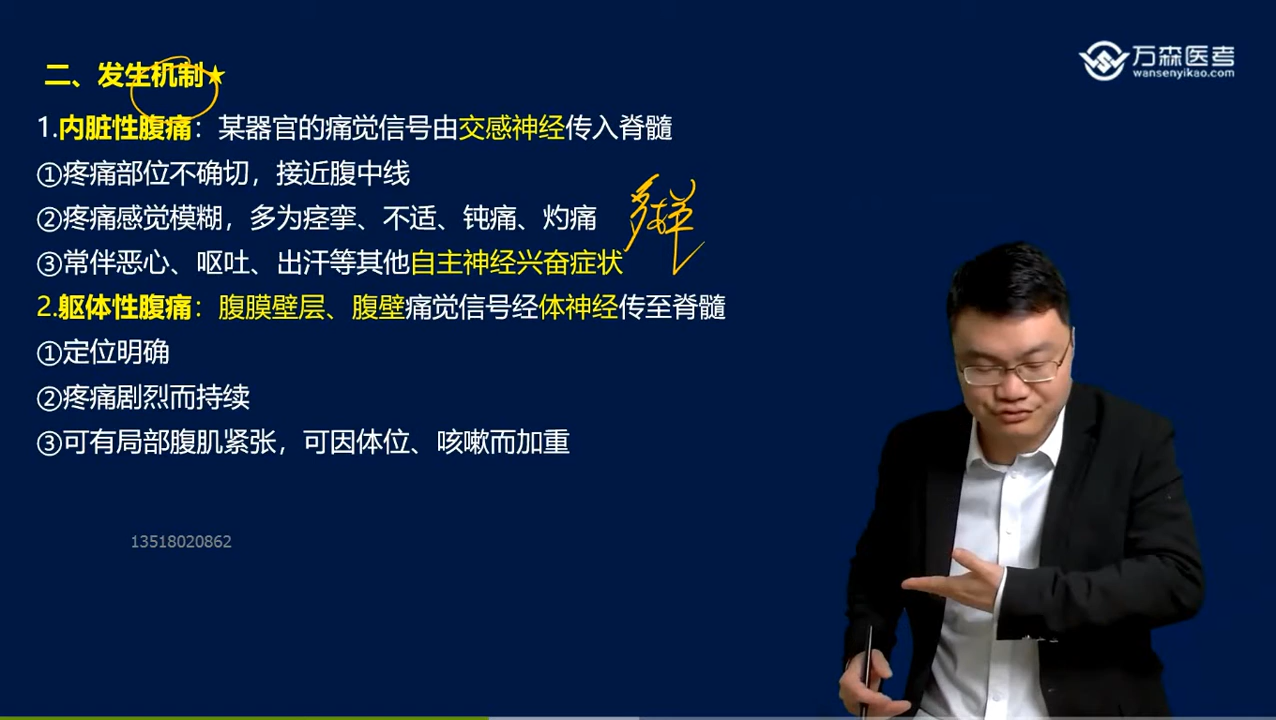 万森医考
wansenyikao.com
二、发生机制★
1.内脏性腹痛：某器官的痛觉信号由交感神经传入脊髓
①疼痛部位不确切，接近腹中线
②疼痛感觉模糊，多为痉挛、不适、钝痛、灼痛
多样
③常伴恶心、呕吐、出汗等其他自主神经兴奋症状
2.躯体性腹痛：腹膜壁层、腹壁痛觉信号经体神经传至脊髓
①定位明确
②疼痛剧烈而持续
③可有局部腹肌紧张，可因体位、咳嗽而加重
13518020862